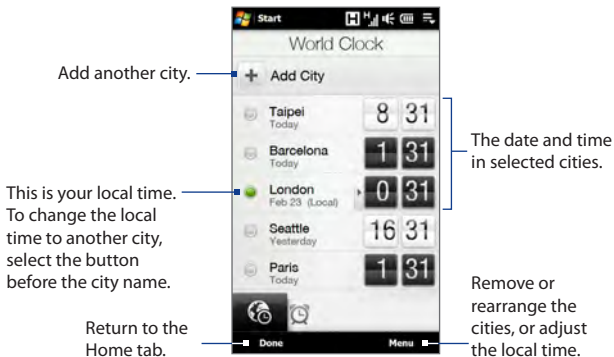 Start
World Clock
Add another city.
Add City
Taipei
Today
8 31
Barcelona
Today
1 31
The date and time
in selected cities.
This is your local time.
To change the local
time to another city,
select the button
before the city name.
London
Feb 23 (Local)
0 31
Seattle
Yesterday
16 31
Paris
Today
1 31
Return to the
Home tab.
Done
Menu
Remove or
rearrange the
cities, or adjust
the local time.